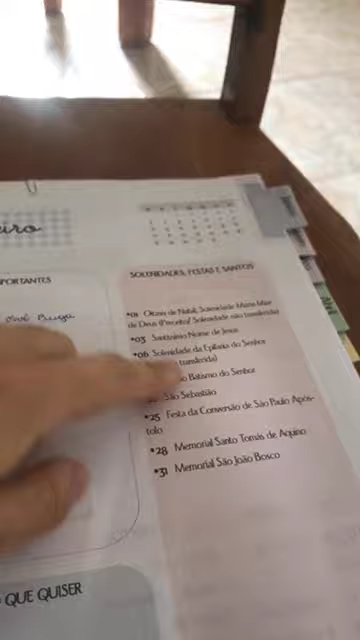 eiro
PORTANTES
SOLENIDADES, FESTAS E SANTOS
*01 Oitava de Natal, Solenidade Maria Mãe
de Deus (Preceito/ Solenidade não transferida)
*03 Santíssimo Nome de Jesus
*06 Solenidade da Epifania do Senhor
transferida)
Batismo do Senhor
São Sebastião
*25 Festa da Conversão de São Paulo Após-
tolo
*28 Memorial Santo Tomás de Aquino
*31 Memorial São João Bosco
QUE QUISER